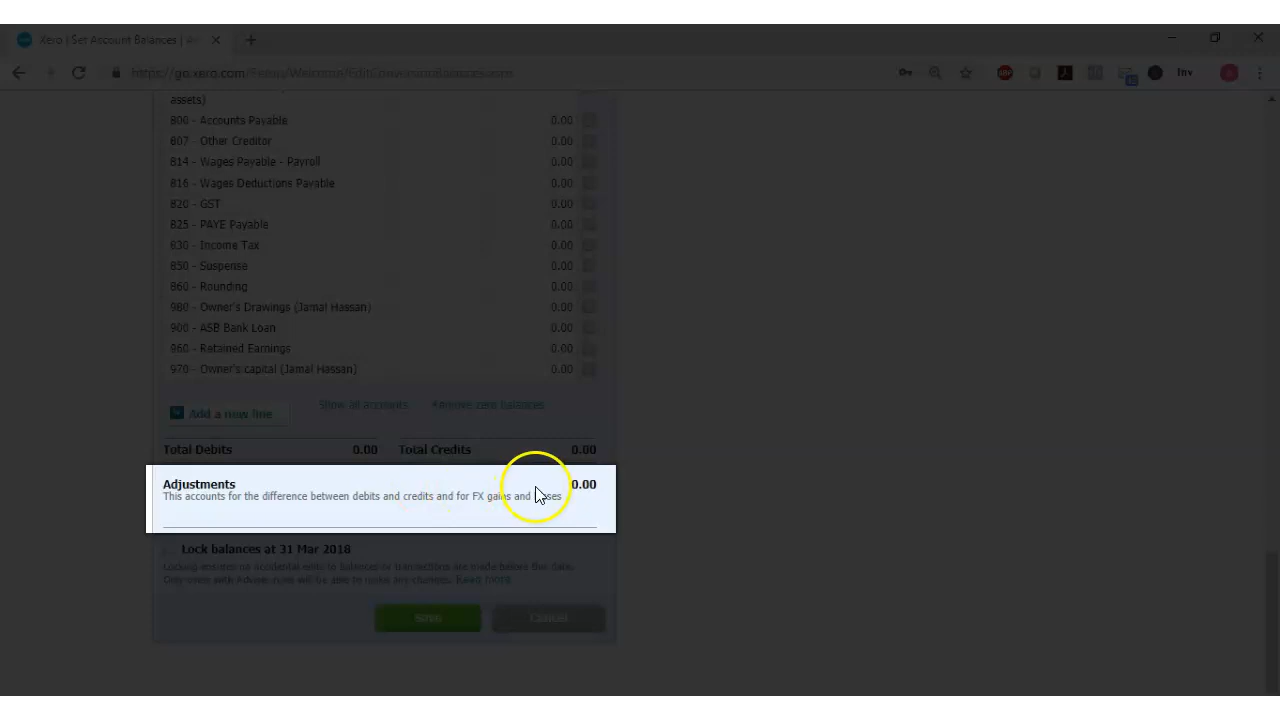 Xero | Set Account Balances |
https://go.xero.com/Setup/Welcome/EditConversionBalances.aspx
ABP
Inv
assets)
800 - Accounts Payable 0.00
807 - Other Creditor 0.00
814 - Wages Payable - Payroll 0.00
816 - Wages Deductions Payable 0.00
820 - GST 0.00
825 - PAYE Payable 0.00
830 - Income Tax 0.00
850 - Suspense 0.00
860 - Rounding 0.00
980 - Owner's Drawings (Jamal Hassan) 0.00
900 - ASB Bank Loan 0.00
960 - Retained Earnings 0.00
970 - Owner's capital (Jamal Hassan) 0.00
Add a new line Show all accounts Remove zero balances
Total Debits 0.00 Total Credits 0.00
Adjustments 0.00
This accounts for the difference between debits and credits and for FX gains and
Lock balances at 31 Mar 2018
Locking ensures no accidental edits to balances or transactions are made before this date.
Only users with Adviser roles will be able to make any changes. Read more
Save Cancel